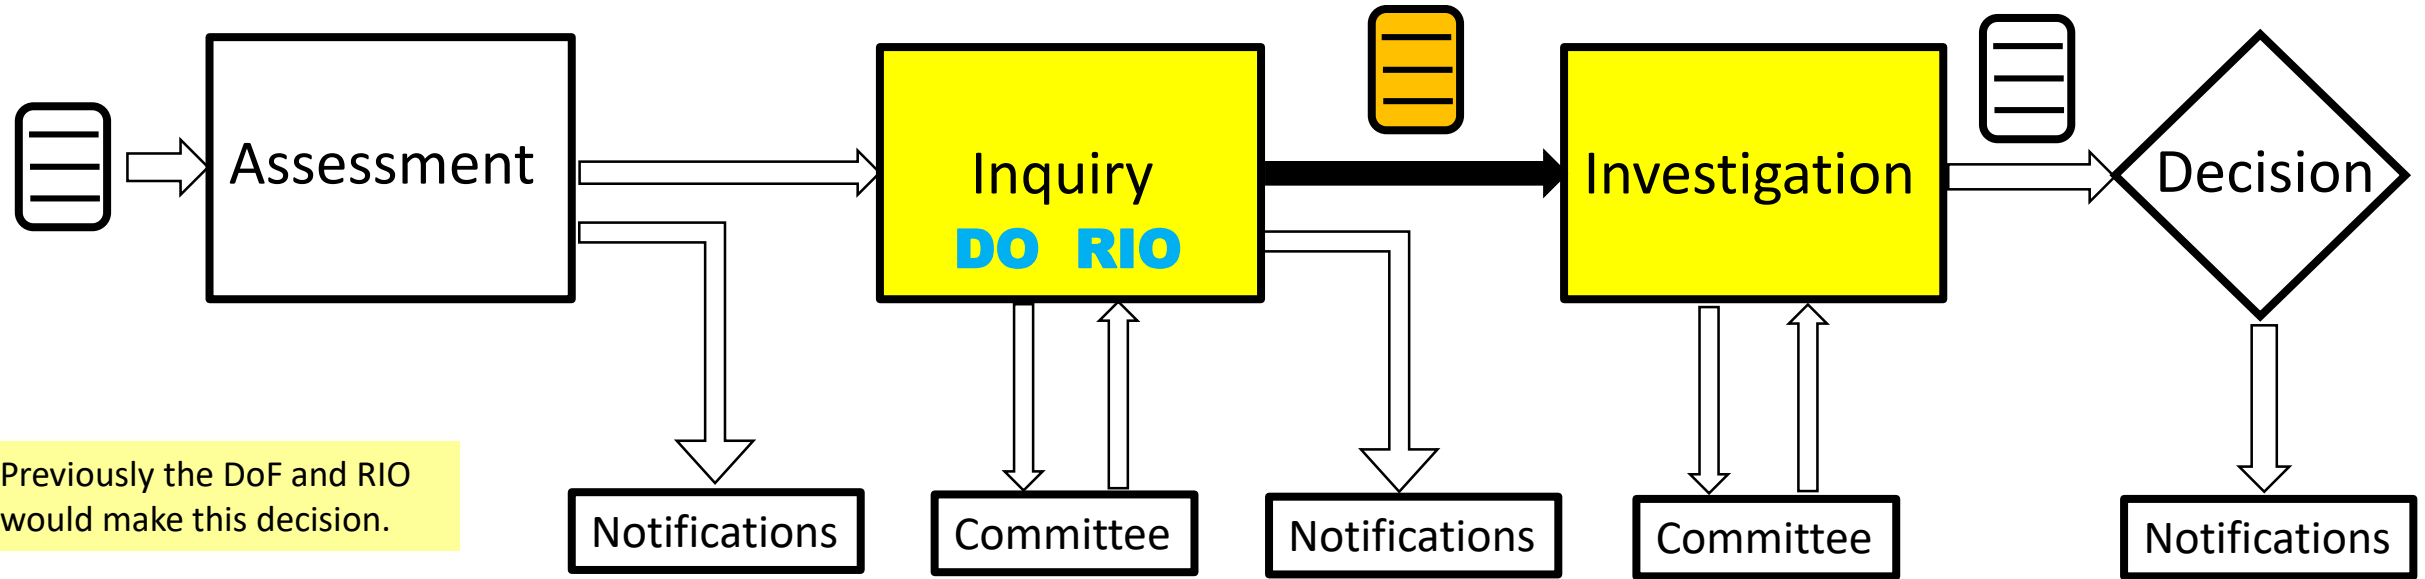 Assessment
Inquiry
DO RIO
Investigation
Decision
Previously the DoF and RIO
would make this decision.
Notifications
Committee
Notifications
Committee
Notifications